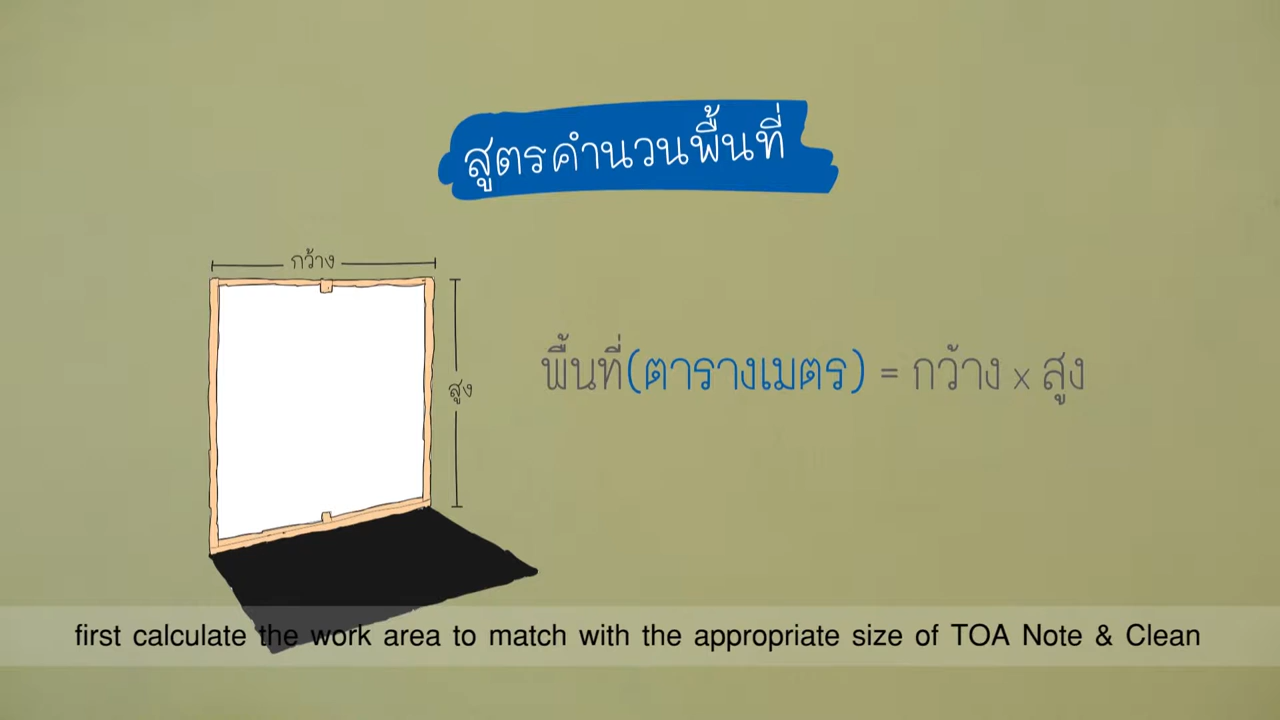 สูตรคำนวนพื้นที่
กว้าง
สูง
พื้นที่(ตารางเมตร) = กว้าง x สูง
first calculate the work area to match with the appropriate size of TOA Note & Clean